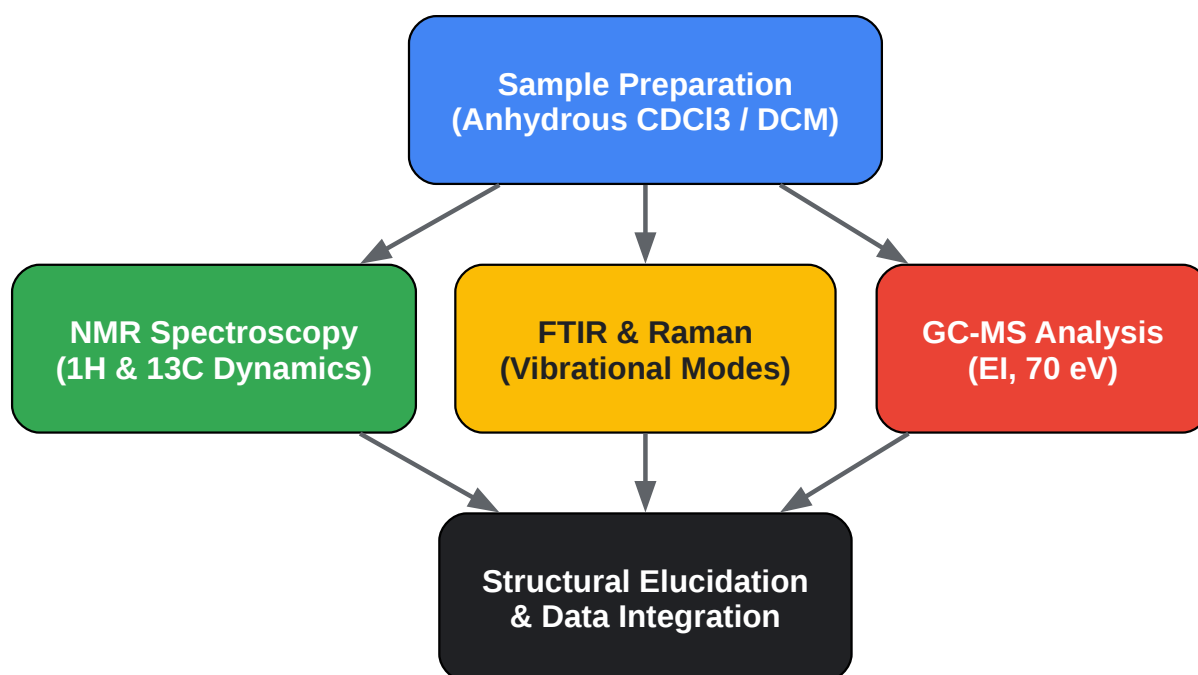 Sample Preparation
(Anhydrous CDCl3 / DCM)
NMR Spectroscopy
(1H & 13C Dynamics)
FTIR & Raman
(Vibrational Modes)
GC-MS Analysis
(EI, 70 eV)
Structural Elucidation
& Data Integration